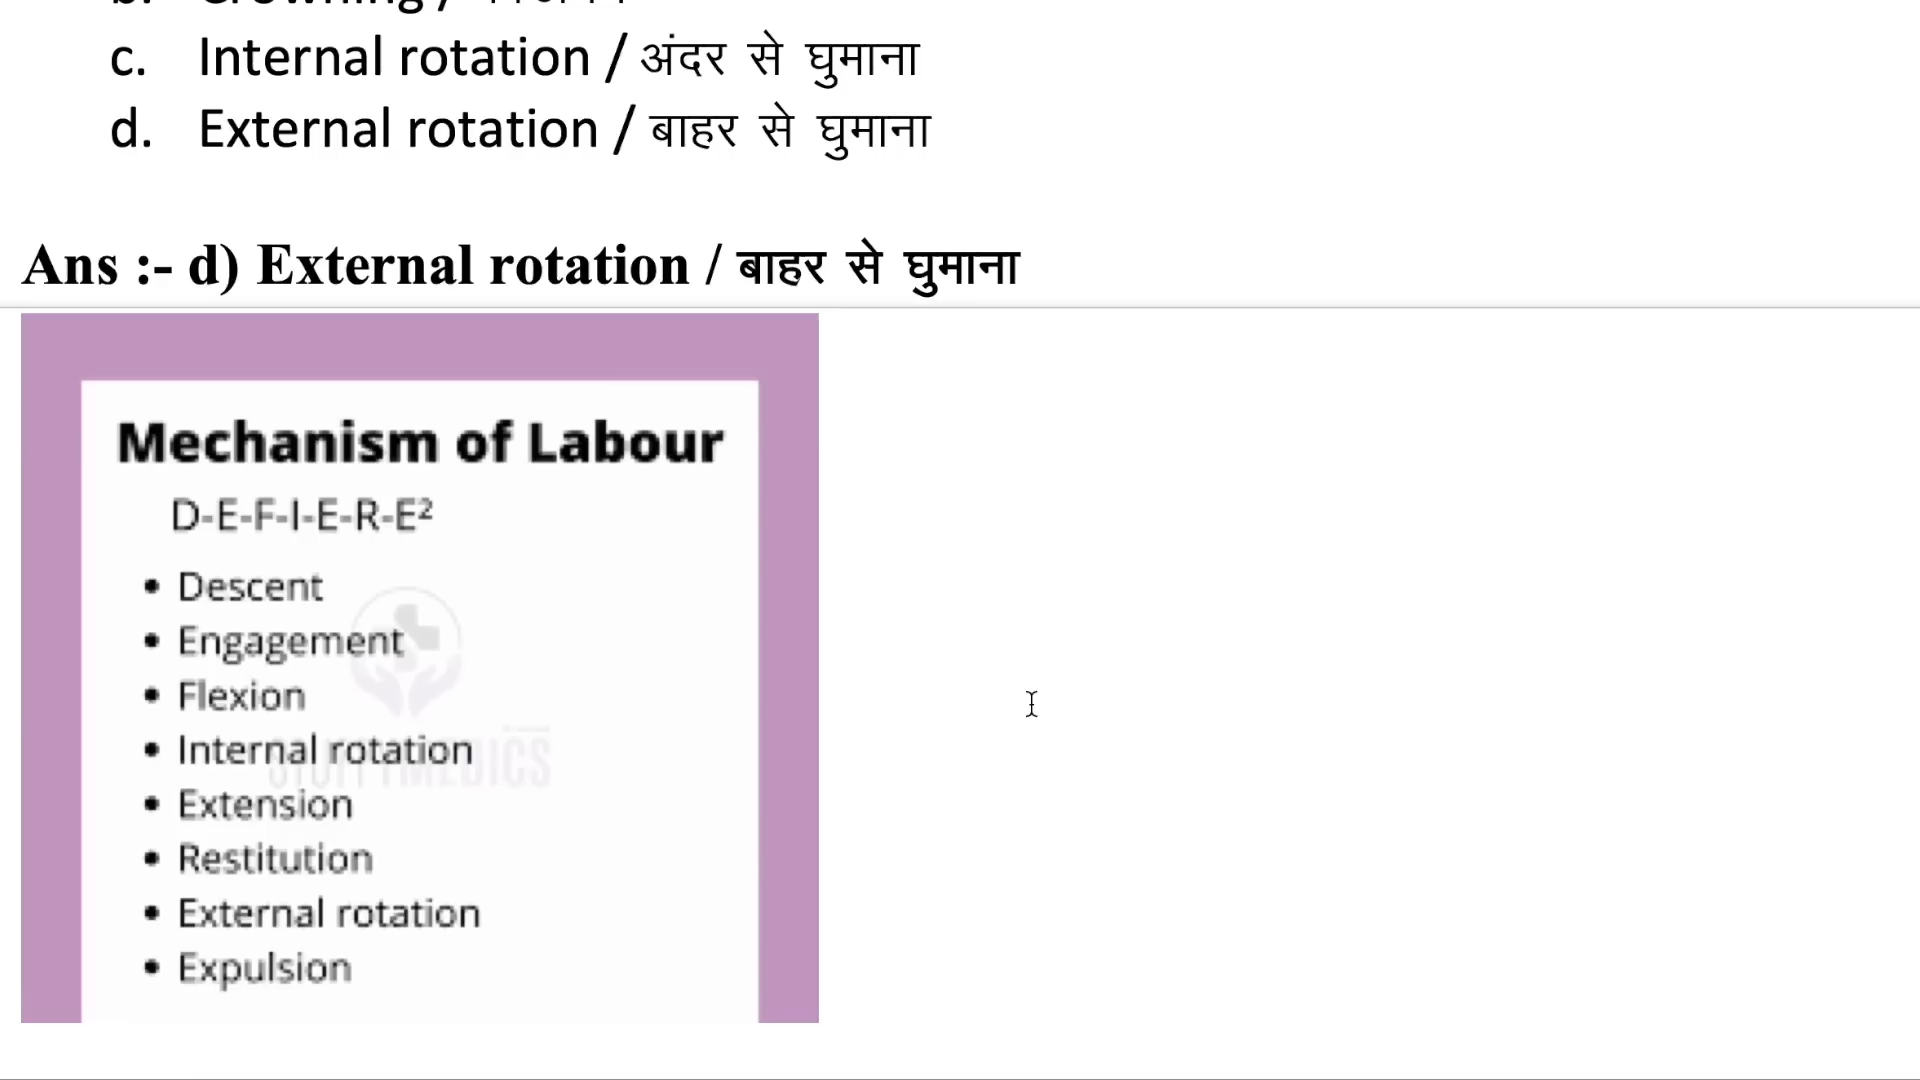 b. Crowning /
c. Internal rotation / अंदर से घुमाना
d. External rotation / बाहर से घुमाना
Ans :- d) External rotation / बाहर से घुमाना
Mechanism of Labour
D-E-F-I-E-R-E²
• Descent
• Engagement
• Flexion
• Internal rotation
• Extension
• Restitution
• External rotation
• Expulsion